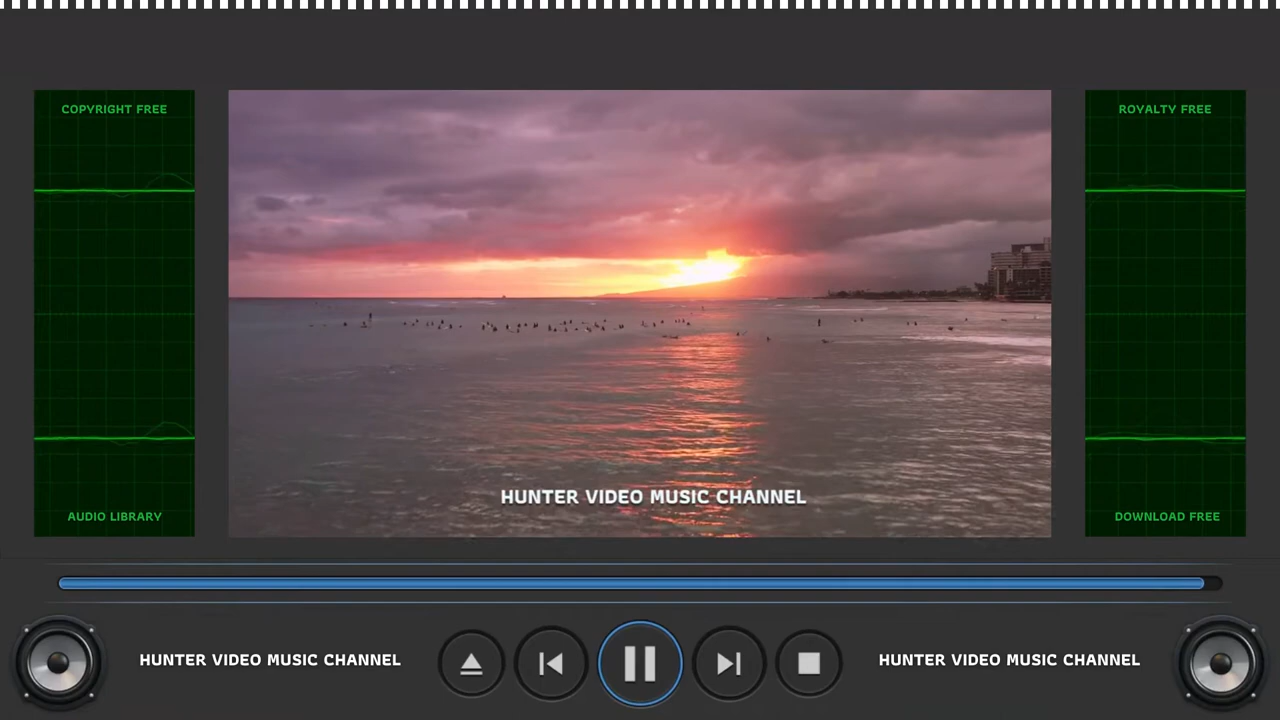 COPYRIGHT FREE
ROYALTY FREE
HUNTER VIDEO MUSIC CHANNEL
AUDIO LIBRARY
DOWNLOAD FREE
HUNTER VIDEO MUSIC CHANNEL
HUNTER VIDEO MUSIC CHANNEL